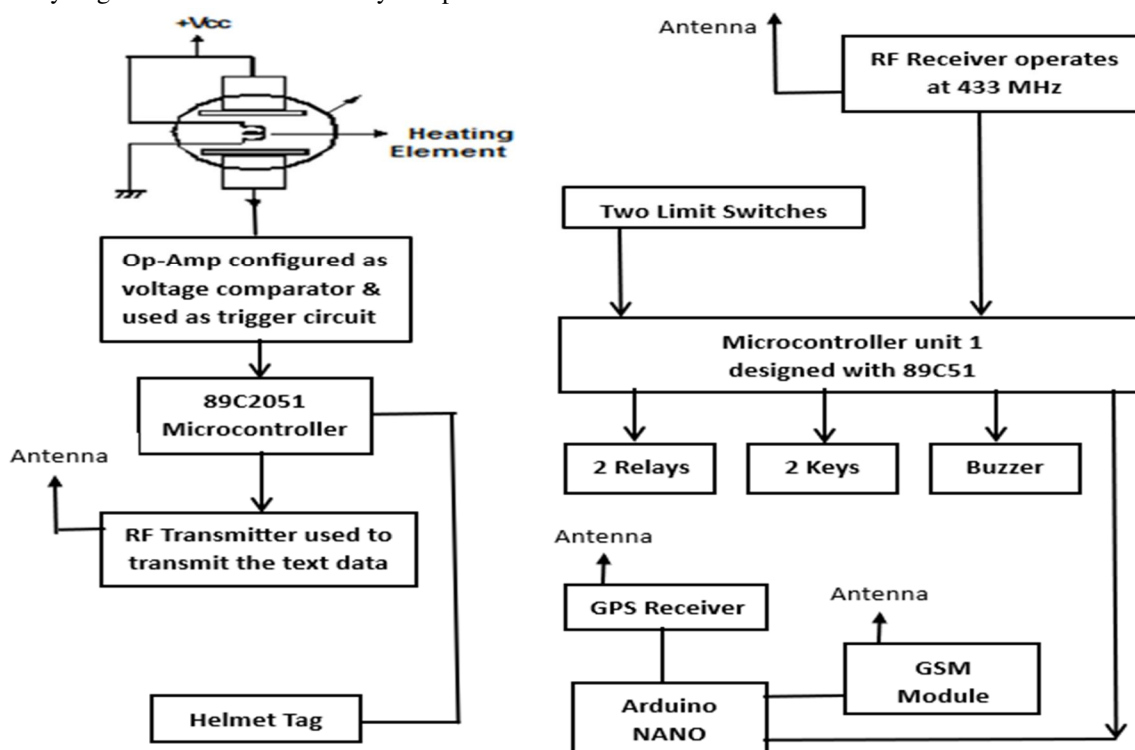 +Vcc
Heating
Element
Op-Amp configured as
voltage comparator &
used as trigger circuit
89C2051
Microcontroller
Antenna
RF Transmitter used to
transmit the text data
Helmet Tag
Antenna
RF Receiver operates
at 433 MHz
Two Limit Switches
Microcontroller unit 1
designed with 89C51
2 Relays
2 Keys
Buzzer
Antenna
GPS Receiver
Antenna
GSM
Module
Arduino
NANO